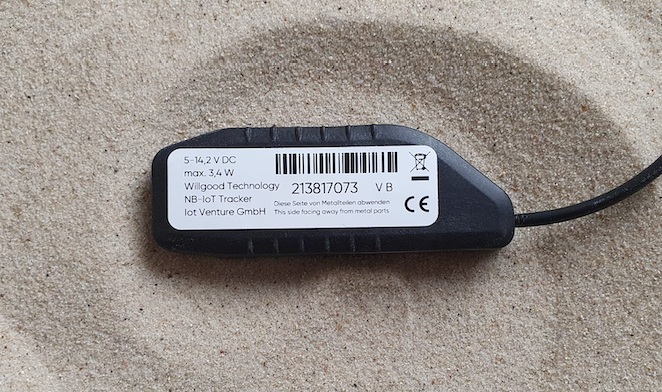 5-14,2 V DC
max. 3,4 W
Willgood Technology
NB-IoT Tracker
Iot Venture GmbH
213817073 V B
Diese Seite von Metallteilen abwenden
This side facing away from metal parts
CE